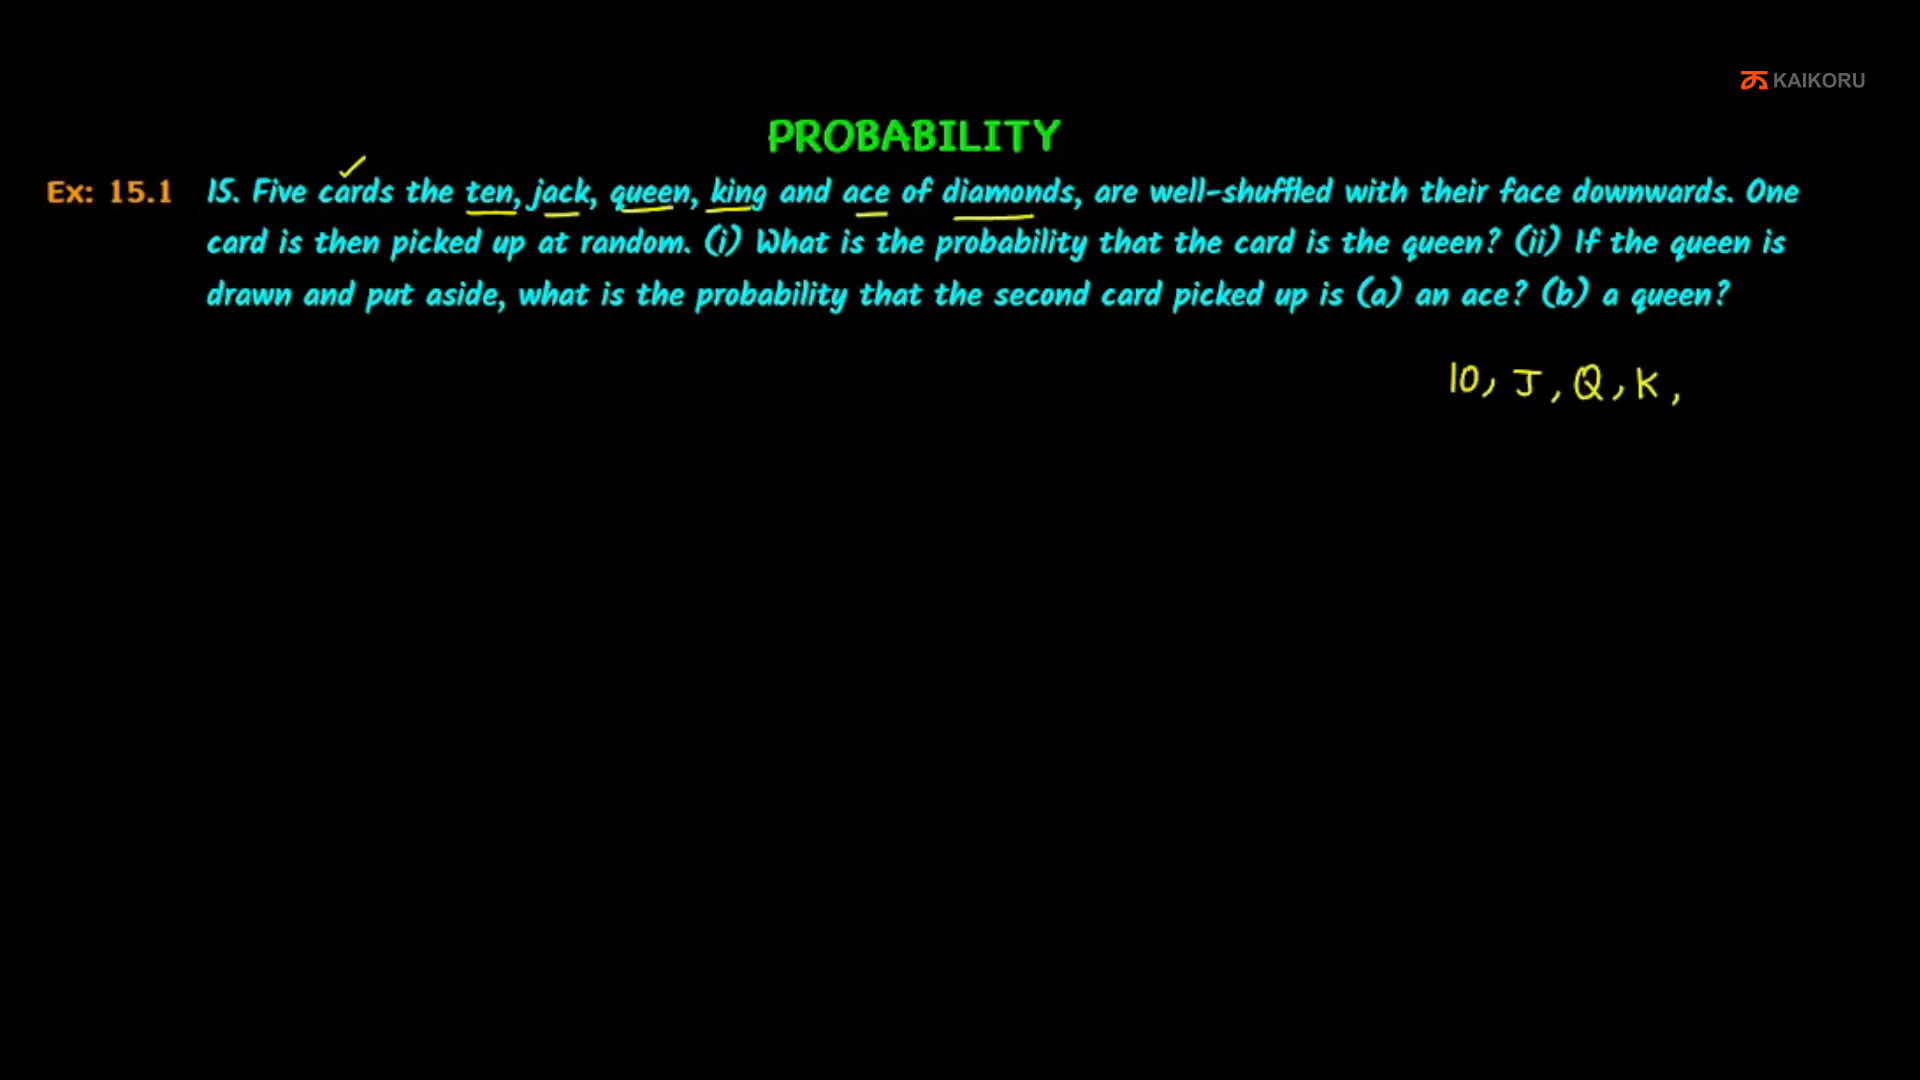 KAIKORU
PROBABILITY
Ex: 15.1 15. Five cards the ten, jack, queen, king and ace of diamonds, are well-shuffled with their face downwards. One
card is then picked up at random. (i) What is the probability that the card is the queen? (ii) If the queen is
drawn and put aside, what is the probability that the second card picked up is (a) an ace? (b) a queen?
10, J, Q, K,